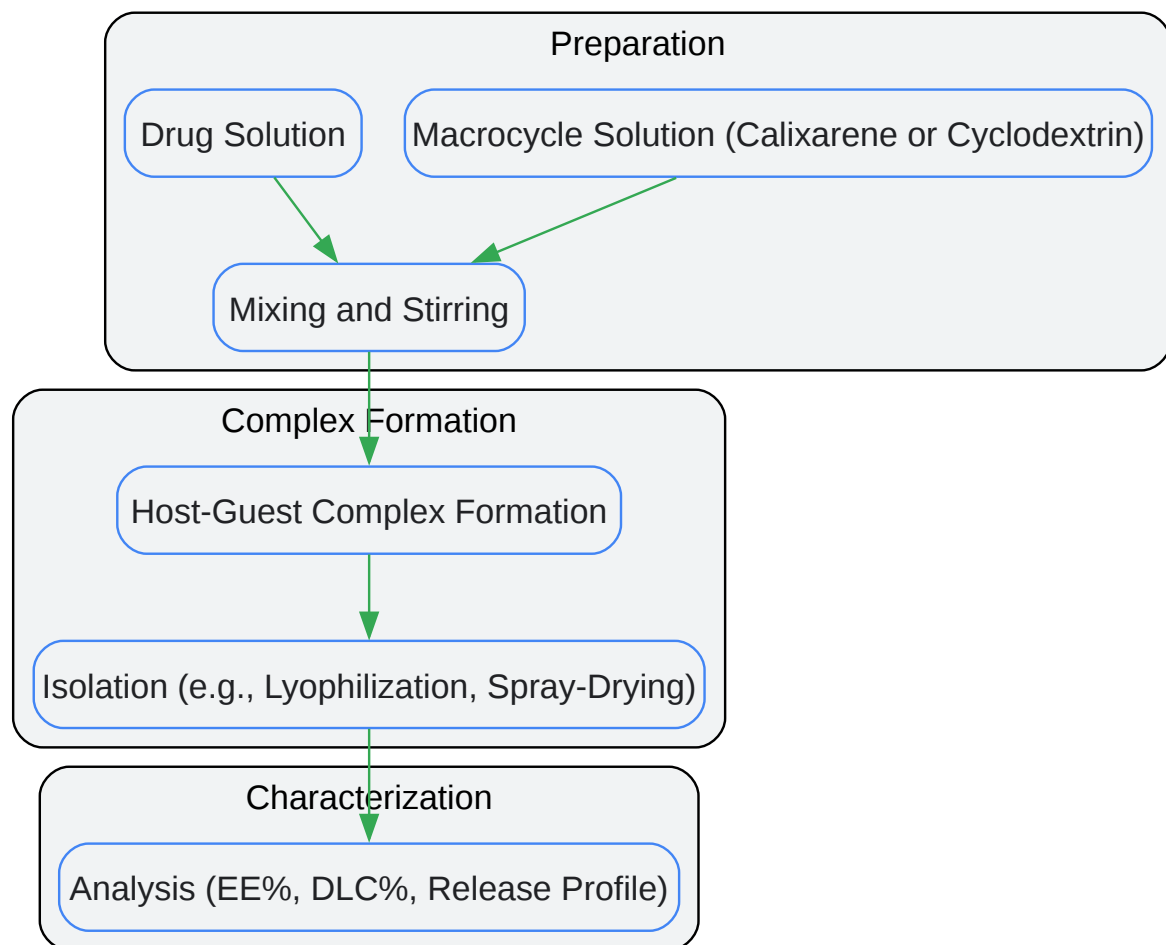 Preparation
Drug Solution
Macrocycle Solution (Calixarene or Cyclodextrin)
Mixing and Stirring
Complex Formation
Host-Guest Complex Formation
Isolation (e.g., Lyophilization, Spray-Drying)
Characterization
Analysis (EE%, DLC%, Release Profile)